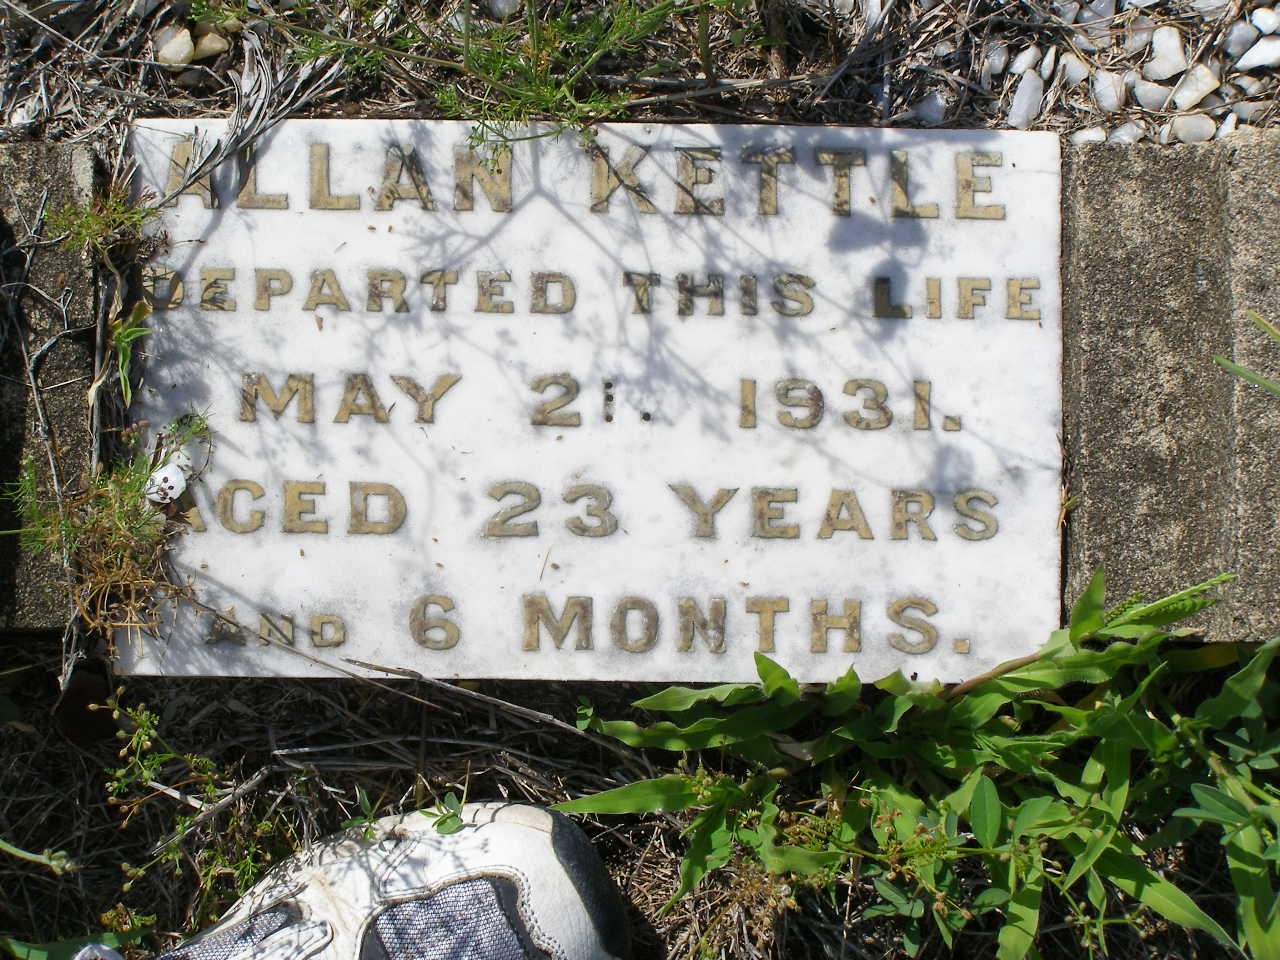 ALLAN KETTLE
DEPARTED THIS LIFE
MAY 21. 1931.
AGED 23 YEARS
AND 6 MONTHS.